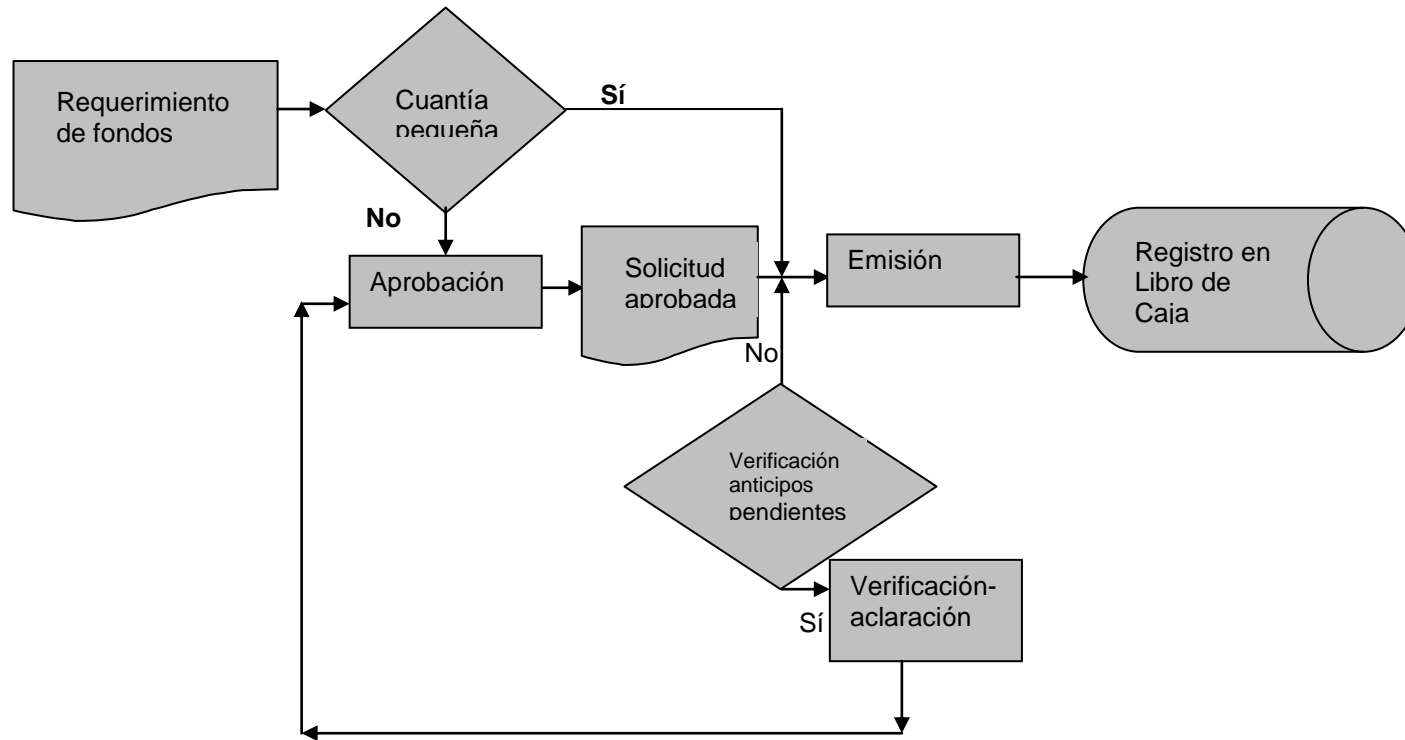 Requerimiento
de fondos
Cuantía
pequeña
Sí
No
Aprobación
Solicitud
aprobada
Emisión
Registro en
Libro de
Caja
No
Verificación
anticipos
pendientes
Sí
Verificación-
aclaración